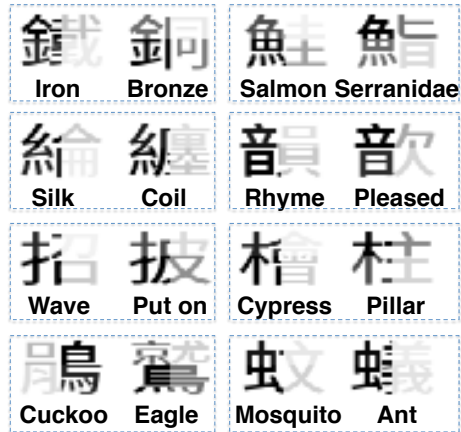 鐵 銅 鮭 鮨
Iron Bronze Salmon Serranidae
綸 纏 韻 歆
Silk Coil Rhyme Pleased
招 披 檜 柱
Wave Put on Cypress Pillar
鵑 鷲 蚊 蟻
Cuckoo Eagle Mosquito Ant